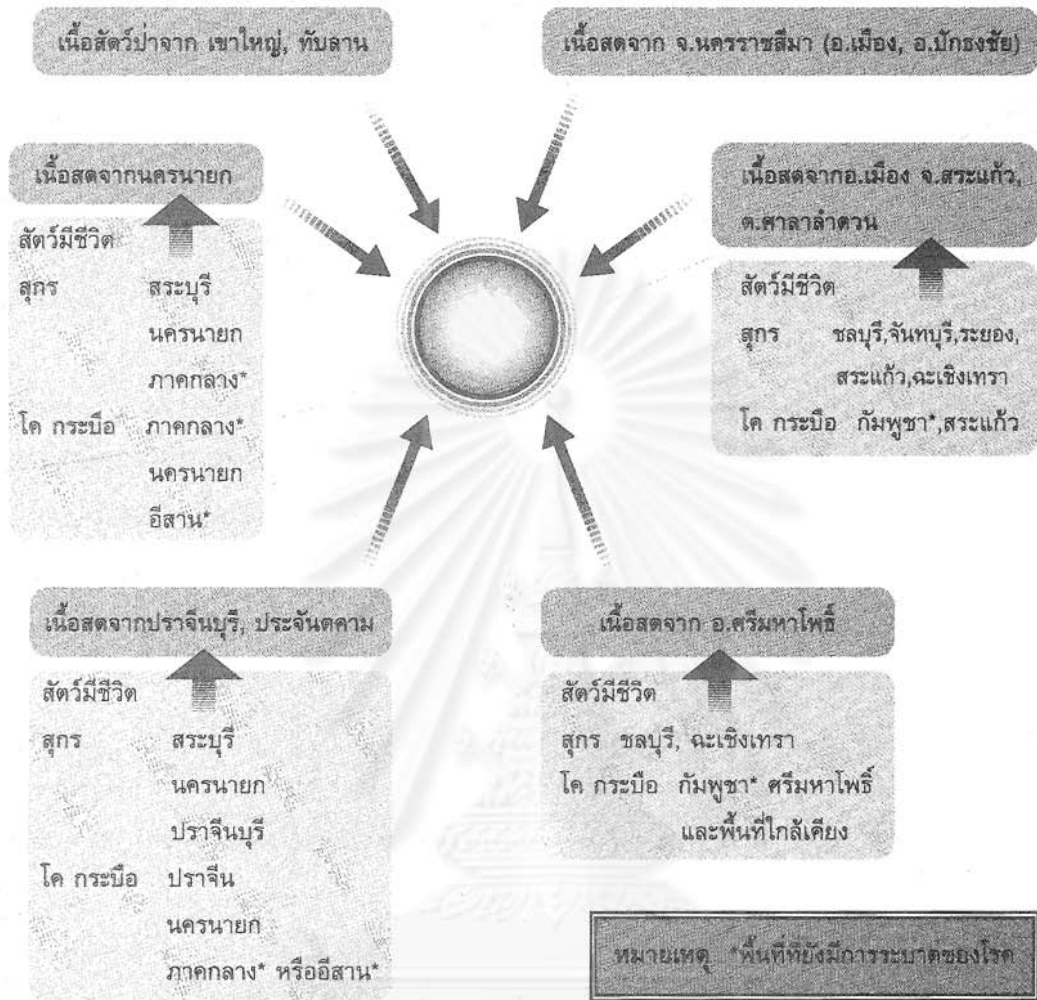 เนื้อสัตว์ป่าจาก เขาใหญ่, ทับลาน
เนื้อสดจาก จ.นครราชสีมา (อ.เมือง, อ.ปักธงชัย)
เนื้อสดจากนครนายก
สัตว์มีชีวิต
สุกร สระบุรี
นครนายก
ภาคกลาง*
โค กระบือ ภาคกลาง*
นครนายก
อีสาน*
เนื้อสดจากอ.เมือง จ.สระแก้ว,
ต.ศาลาลำดวน
สัตว์มีชีวิต
สุกร ชลบุรี,จันทบุรี,ระยอง,
สระแก้ว,ฉะเชิงเทรา
โค กระบือ กัมพูชา*,สระแก้ว
เนื้อสดจากปราจีนบุรี, ประจันตคาม
สัตว์มีชีวิต
สุกร สระบุรี
นครนายก
ปราจีนบุรี
โค กระบือ ปราจีน
นครนายก
ภาคกลาง* หรืออีสาน*
เนื้อสดจาก อ.ศรีมหาโพธิ์
สัตว์มีชีวิต
สุกร ชลบุรี, ฉะเชิงเทรา
โค กระบือ กัมพูชา* ศรีมหาโพธิ์
และพื้นที่ใกล้เคียง
หมายเหตุ *พื้นที่ที่ยังมีการระบาดของโรค